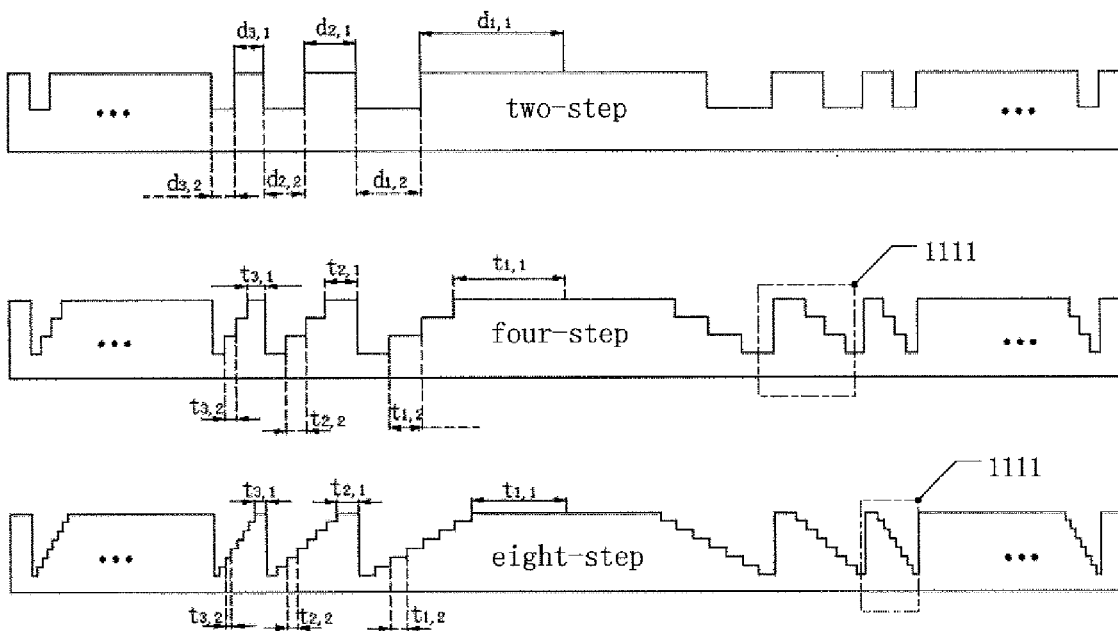 d3,1 d2,1 d1,1
••• two-step •••
d3,2 d2,2 d1,2
1111
t3,1 t2,1 t1,1
••• four-step •••
t3,2 t2,2 t1,2
1111
t3,1 t2,1 t1,1
••• eight-step •••
t3,2 t2,2 t1,2